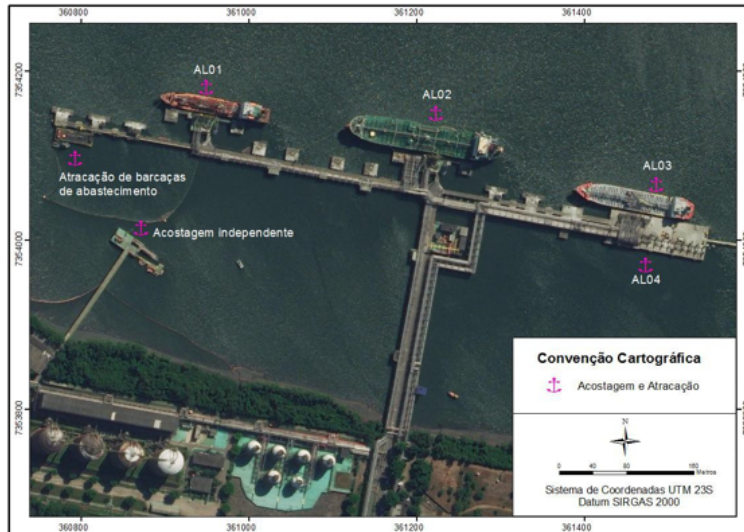 360800
361000
361200
361400
7354200
AL01
AL02
AL03
Atracação de barcaças
de abastecimento
Acostagem independente
7354000
AL04
7353800
Convenção Cartográfica
Acostagem e Atracação
N
0 40 80 160
Metros
Sistema de Coordenadas UTM 23S
Datum SIRGAS 2000
360800
361000
361200
361400